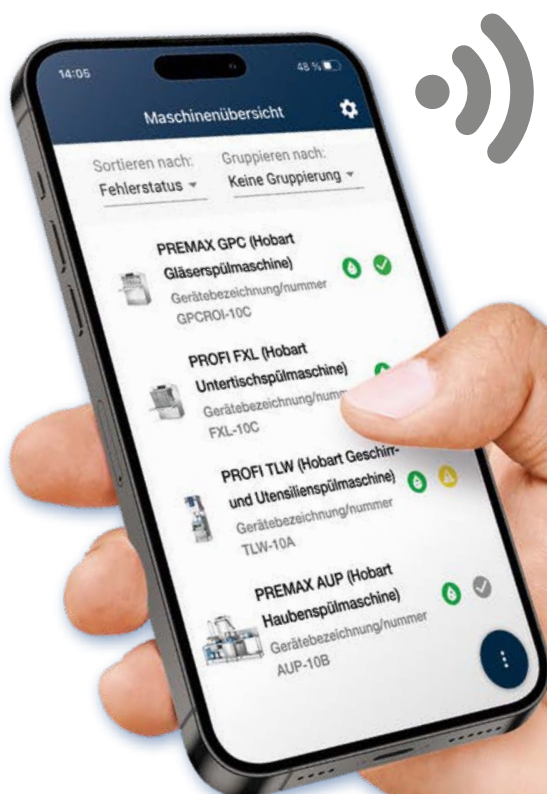 14:05
48 %
Maschinenübersicht
Sortieren nach:
Gruppieren nach:
Fehlerstatus
Keine Gruppierung
PREMAX GPC (Hobart
Gläserspülmaschine)
Gerätebezeichnung/nummer
GPCROI-10C
PROFI FXL (Hobart
Untertischspülmaschine)
FXL-10C
PROFI TLW (Hobart Geschirr-
und Utensilienspülmaschine)
Gerätebezeichnung/nummer
TLW-10A
PREMAX AUP (Hobart
Haubenspülmaschine)
Gerätebezeichnung/nummer
AUP-10B